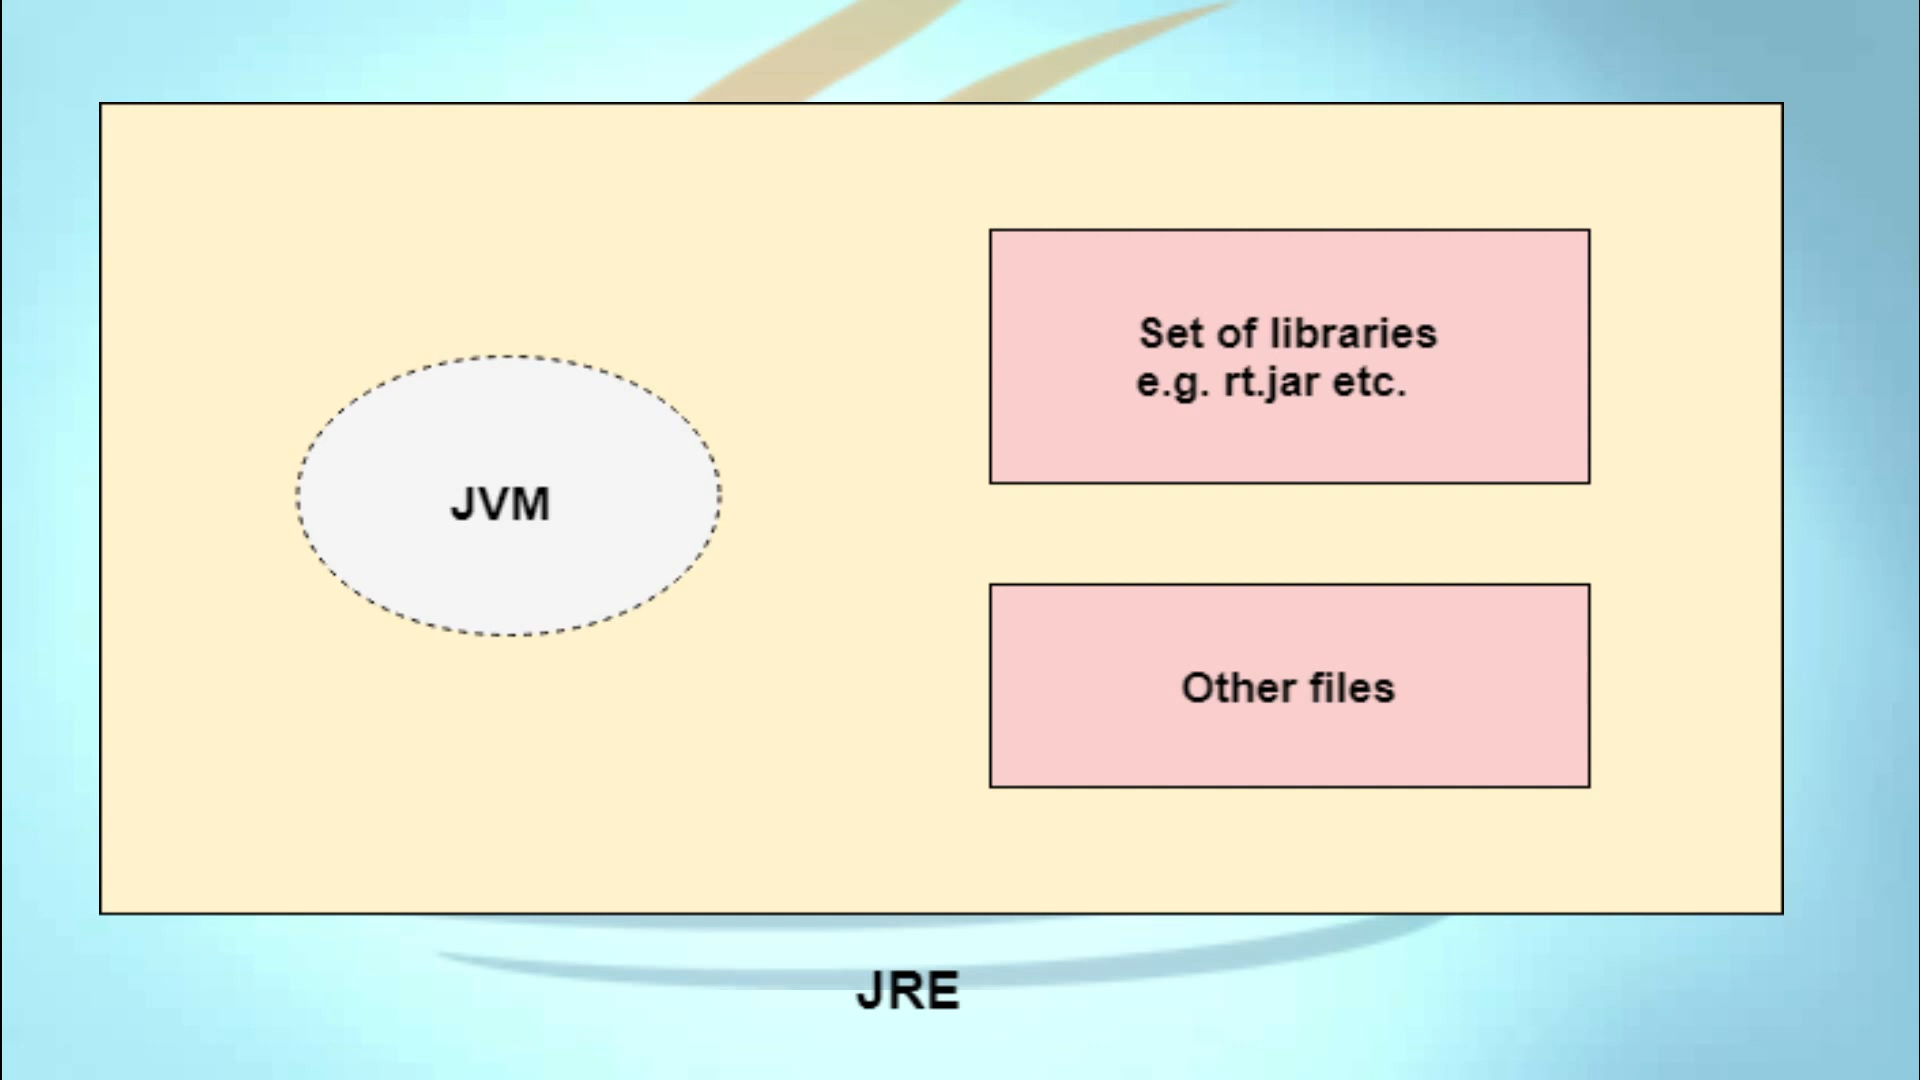 JVM
Set of libraries
e.g. rt.jar etc.
Other files
JRE